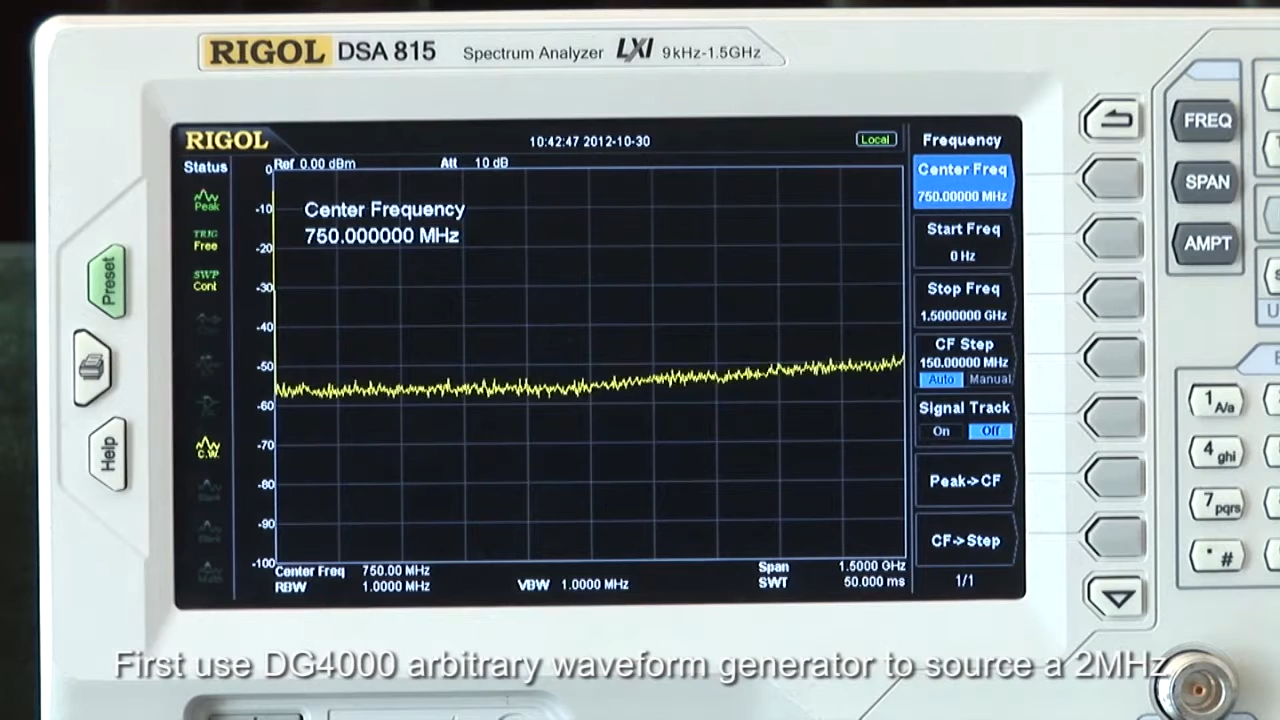 RIGOL DSA 815 Spectrum Analyzer LXI 9kHz-1.5GHz
RIGOL 10:42:47 2012-10-30 Local
Status
Ref 0.00 dBm Att 10 dB
Peak
TRIG
Free
SWP
Cont
C.W.
0
-10
-20
-30
-40
-50
-60
-70
-80
-90
-100
Center Frequency
750.000000 MHz
Center Freq 750.00 MHz Span 1.5000 GHz
RBW 1.0000 MHz VBW 1.0000 MHz SWT 50.000 ms
Frequency
Center Freq
750.00000 MHz
Start Freq
0 Hz
Stop Freq
1.5000000 GHz
CF Step
150.00000 MHz
Auto Manual
Signal Track
On Off
Peak->CF
CF->Step
1/1
Preset
Help
FREQ
SPAN
AMPT
1 A/a
4 ghi
7 pqrs
. #
First use DG4000 arbitrary waveform generator to source a 2MHz